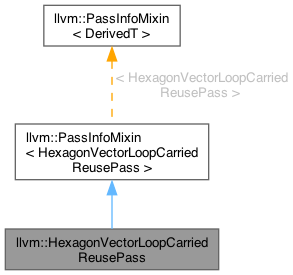 llvm::PassInfoMixin
< DerivedT >
< HexagonVectorLoopCarried
ReusePass >
llvm::PassInfoMixin
< HexagonVectorLoopCarried
ReusePass >
llvm::HexagonVectorLoopCarried
ReusePass